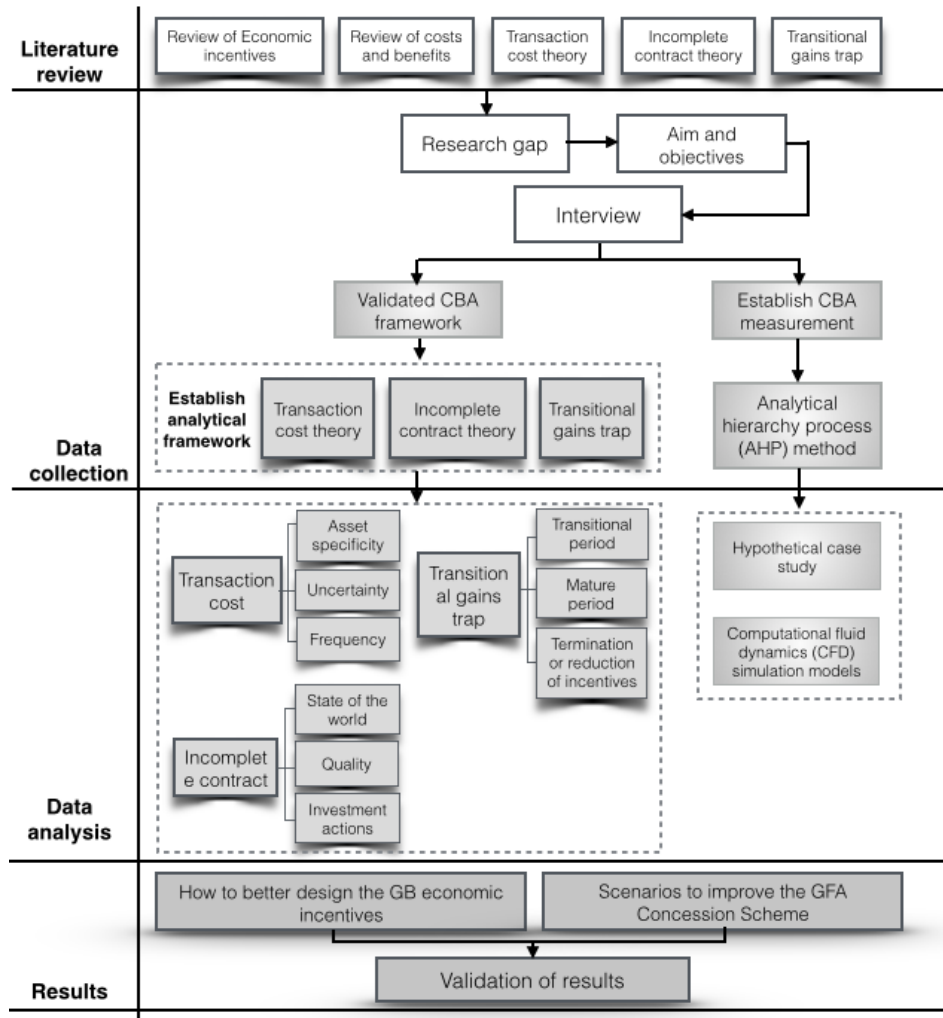 Literature
review
Review of Economic
incentives
Review of costs
and benefits
Transaction
cost theory
Incomplete
contract theory
Transitional
gains trap
Research gap
Aim and
objectives
Interview
Validated CBA
framework
Establish CBA
measurement
Establish
analytical
framework
Transaction
cost theory
Incomplete
contract theory
Transitional
gains trap
Analytical
hierarchy process
(AHP) method
Data
collection
Transaction
cost
Asset
specificity
Uncertainty
Frequency
Transition
al gains
trap
Transitional
period
Mature
period
Termination
or reduction
of incentives
Hypothetical case
study
Computational fluid
dynamics (CFD)
simulation models
Incomplet
e contract
State of the
world
Quality
Investment
actions
Data
analysis
How to better design the GB economic
incentives
Scenarios to improve the GFA
Concession Scheme
Validation of results
Results